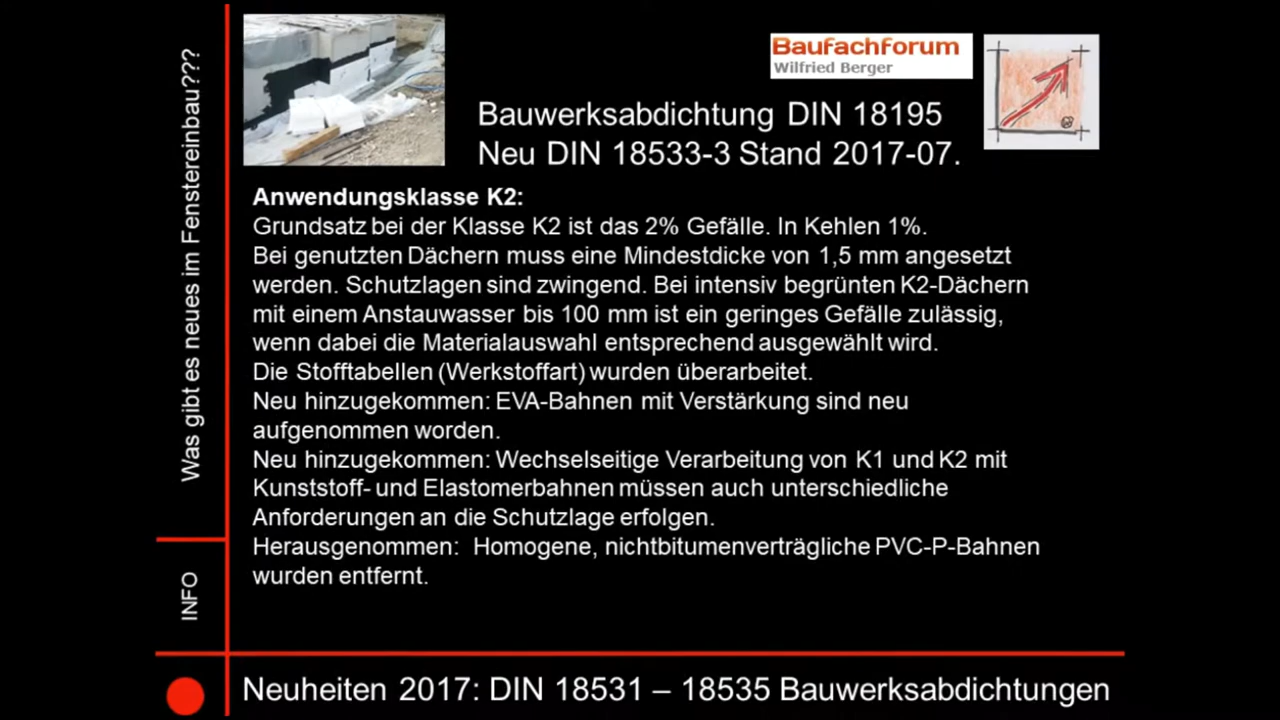 BauFachForum
Wilfried Berger
Bauwerksabdichtung DIN 18195
Neu DIN 18533-3 Stand 2017-07.
Was gibt es neues im Fenstereinbau???
Anwendungsklasse K2:
Grundsatz bei der Klasse K2 ist das 2% Gefälle. In Kehlen 1%.
Bei genutzten Dächern muss eine Mindestdicke von 1,5 mm angesetzt
werden. Schutzlagen sind zwingend. Bei intensiv begrünten K2-Dächern
mit einem Anstauwasser bis 100 mm ist ein geringes Gefälle zulässig,
wenn dabei die Materialauswahl entsprechend ausgewählt wird.
Die Stofftabellen (Werkstoffart) wurden überarbeitet.
Neu hinzugekommen: EVA-Bahnen mit Verstärkung sind neu
aufgenommen worden.
Neu hinzugekommen: Wechselseitige Verarbeitung von K1 und K2 mit
Kunststoff- und Elastomerbahnen müssen auch unterschiedliche
Anforderungen an die Schutzlage erfolgen.
Herausgenommen: Homogene, nichtbitumenverträgliche PVC-P-Bahnen
wurden entfernt.
INFO
Neuheiten 2017: DIN 18531 – 18535 Bauwerksabdichtungen